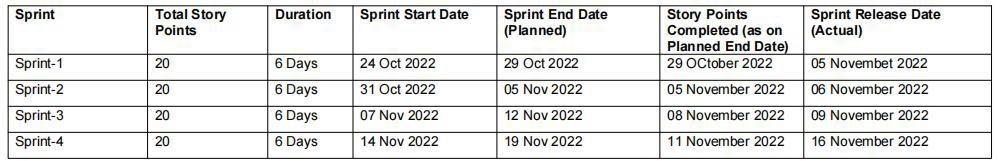 Sprint Total Story Points Duration Sprint Start Date Sprint End Date (Planned) Story Points Completed (as on Planned End Date) Sprint Release Date (Actual)
Sprint-1 20 6 Days 24 Oct 2022 29 Oct 2022 29 OCtober 2022 05 Novembet 2022
Sprint-2 20 6 Days 31 Oct 2022 05 Nov 2022 05 November 2022 06 November 2022
Sprint-3 20 6 Days 07 Nov 2022 12 Nov 2022 08 November 2022 09 November 2022
Sprint-4 20 6 Days 14 Nov 2022 19 Nov 2022 11 November 2022 16 November 2022